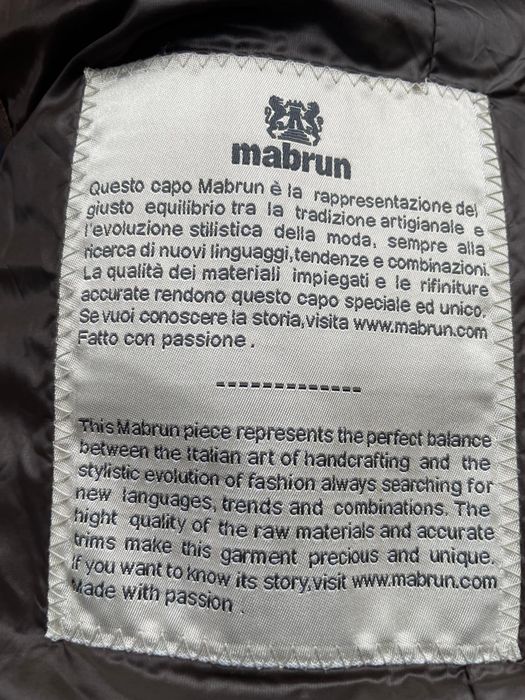 mabrun
Questo capo Mabrun è la rappresentazione del
giusto equilibrio tra la tradizione artigianale e
l'evoluzione stilistica della moda, sempre alla
ricerca di nuovi linguaggi,tendenze e combinazioni.
La qualità dei materiali impiegati e le rifiniture
accurate rendono questo capo speciale ed unico.
Se vuoi conoscere la storia,visita www.mabrun.com
Fatto con passione .
-------------
This Mabrun piece represents the perfect balance
between the Italian art of handcrafting and the
stylistic evolution of fashion always searching for
new languages, trends and combinations. The
hight quality of the raw materials and accurate
trims make this garment precious and unique.
If you want to know its story,visit www.mabrun.com
Made with passion .